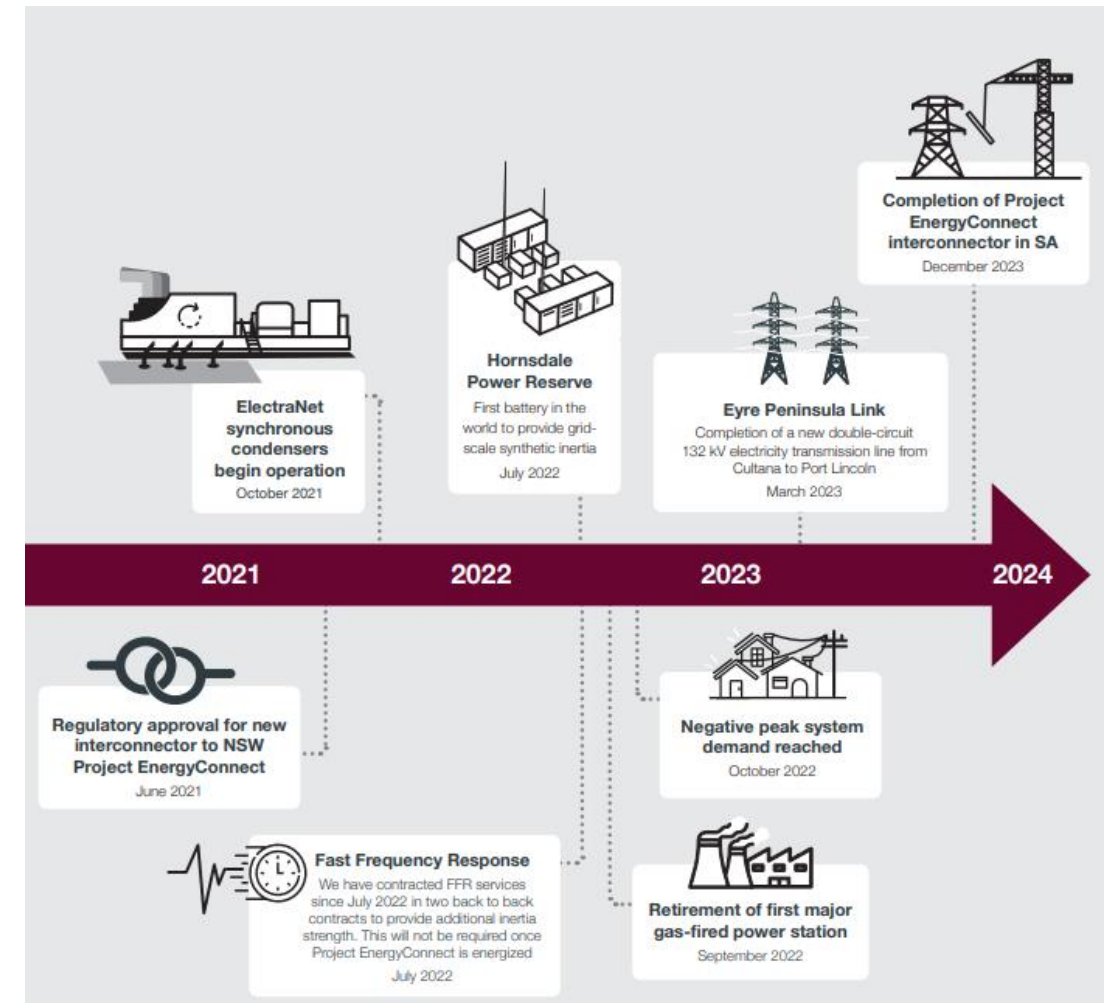 Completion of Project
EnergyConnect
interconnector in SA
December 2023
Hornsdale
Power Reserve
First battery in the
world to provide grid-
scale synthetic inertia
July 2022
ElectraNet
synchronous
condensers
begin operation
October 2021
Eyre Peninsula Link
Completion of a new double-circuit
132 kV electricity transmission line from
Cultana to Port Lincoln
March 2023
2021
2022
2023
2024
Regulatory approval for new
interconnector to NSW
Project EnergyConnect
June 2021
Negative peak system
demand reached
October 2022
Fast Frequency Response
We have contracted FFR services
since July 2022 in two back to back
contracts to provide additional inertia
strength. This will not be required once
Project EnergyConnect is energized
July 2022
Retirement of first major
gas-fired power station
September 2022